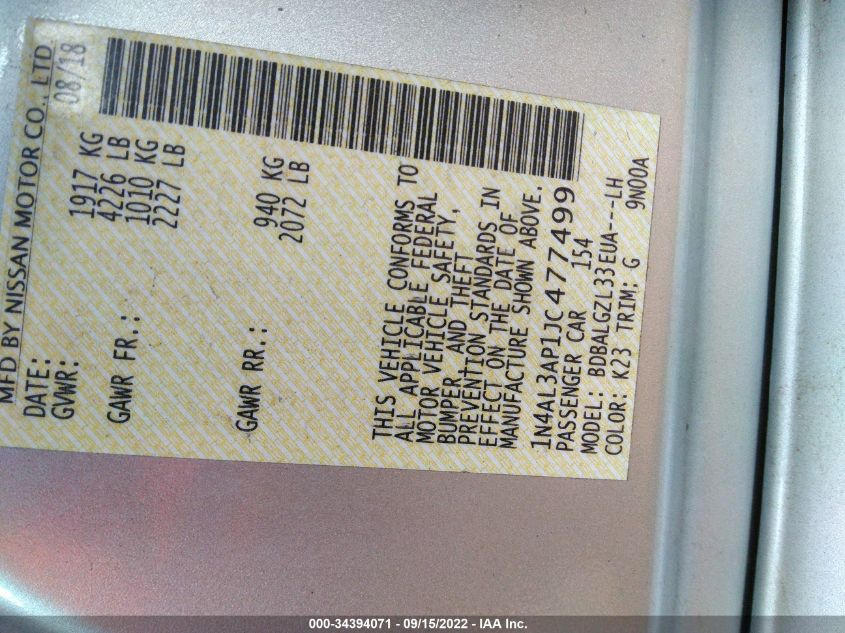 MFD BY NISSAN MOTOR CO., LTD
DATE: 08/18
GVWR: 1917 KG
4226 LB
GAWR FR.: 1010 KG
2227 LB
GAWR RR.: 940 KG
2072 LB
THIS VEHICLE CONFORMS TO
ALL APPLICABLE FEDERAL
MOTOR VEHICLE SAFETY,
BUMPER AND THEFT
PREVENTION STANDARDS IN
EFFECT ON THE DATE OF
MANUFACTURE SHOWN ABOVE.
1N4AL3AP1JC477499
PASSENGER CAR 154
MODEL: BDBALGZL33EUA---LH
COLOR: K23 TRIM: G 9N00A
000-34394071 - 09/15/2022 - IAA Inc.